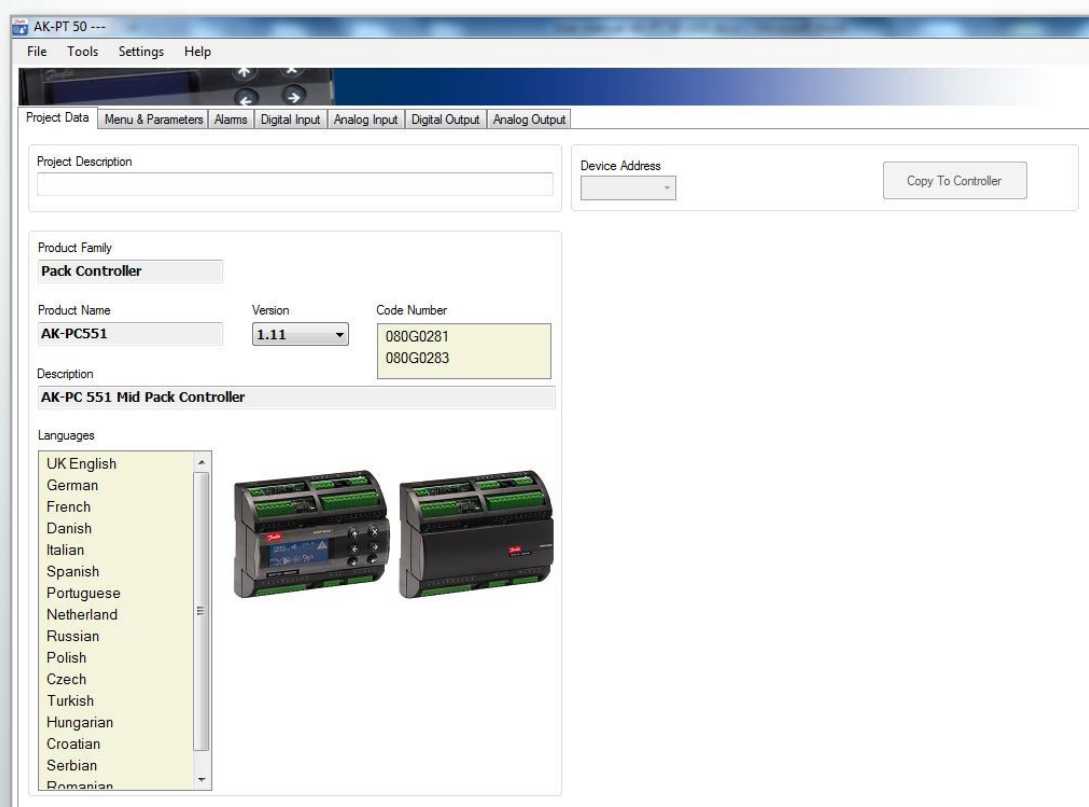 AK-PT 50 ---
File Tools Settings Help
Project Data Menu & Parameters Alarms Digital Input Analog Input Digital Output Analog Output
Project Description
Device Address
Copy To Controller
Product Family
Pack Controller
Product Name Version Code Number
AK-PC551 1.11 080G0281
080G0283
Description
AK-PC 551 Mid Pack Controller
Languages
UK English
German
French
Danish
Italian
Spanish
Portuguese
Netherland
Russian
Polish
Czech
Turkish
Hungarian
Croatian
Serbian
Romanian